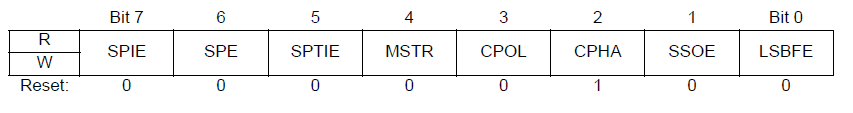 Bit 7 6 5 4 3 2 1 Bit 0
R
SPIE SPE SPTIE MSTR CPOL CPHA SSOE LSBFE
W
Reset: 0 0 0 0 0 1 0 0